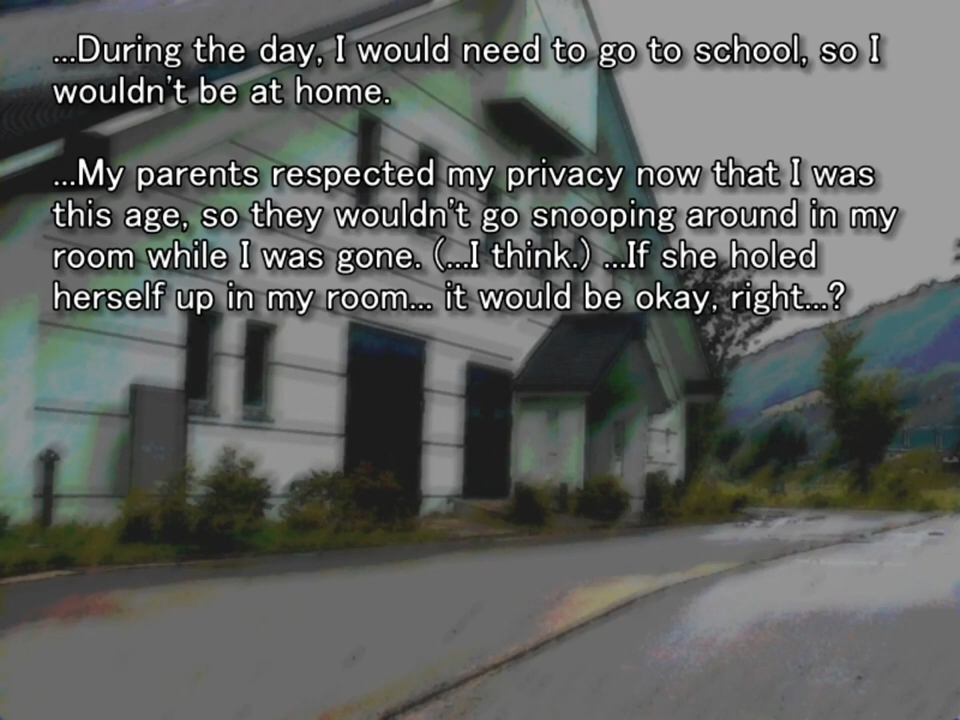 ...During the day, I would need to go to school, so I
wouldn't be at home.
...My parents respected my privacy now that I was
this age, so they wouldn't go snooping around in my
room while I was gone. (...I think.) ...If she holed
herself up in my room... it would be okay, right...?